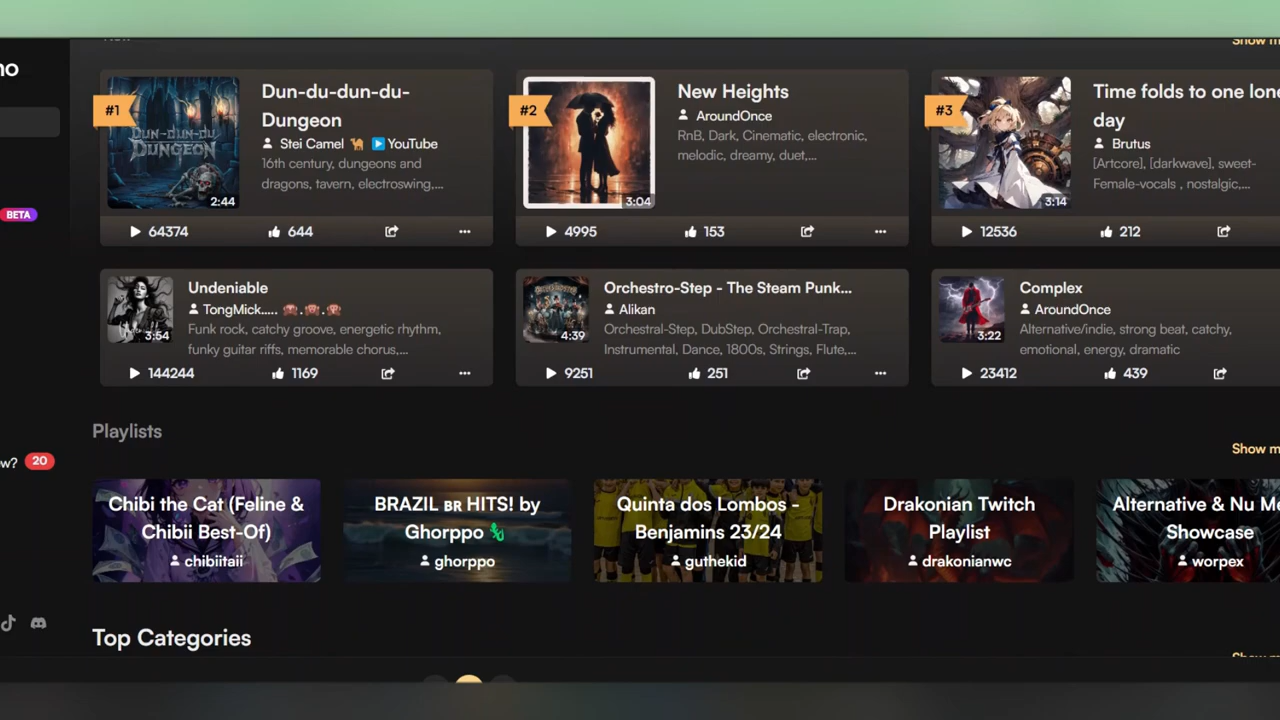 #1
DUN-DUN-DU
DUNGEON
2:44
Dun-du-dun-du-
Dungeon
Stei Camel 🐪 ▶️YouTube
16th century, dungeons and
dragons, tavern, electroswing,...
64374 644 •••
#2
3:04
New Heights
AroundOnce
RnB, Dark, Cinematic, electronic,
melodic, dreamy, duet,...
4995 153 •••
#3
3:14
Time folds to one lone
day
Brutus
[Artcore], [darkwave], sweet-
Female-vocals , nostalgic,...
12536 212
BETA
3:54
Undeniable
TongMick..... 🙉.🙉.🙉
Funk rock, catchy groove, energetic rhythm,
funky guitar riffs, memorable chorus,...
144244 1169 •••
4:39
Orchestro-Step - The Steam Punk...
Alikan
Orchestral-Step, DubStep, Orchestral-Trap,
Instrumental, Dance, 1800s, Strings, Flute,...
9251 251 •••
3:22
Complex
AroundOnce
Alternative/indie, strong beat, catchy,
emotional, energy, dramatic
23412 439
Playlists
Show m
20
Chibi the Cat (Feline &
Chibii Best-Of)
chibiitaii
BRAZIL 🇧🇷 HITS! by
Ghorppo 🦎
ghorppo
Quinta dos Lombos -
Benjamins 23/24
guthekid
Drakonian Twitch
Playlist
drakonianwc
Alternative & Nu Me
Showcase
worpex
Top Categories